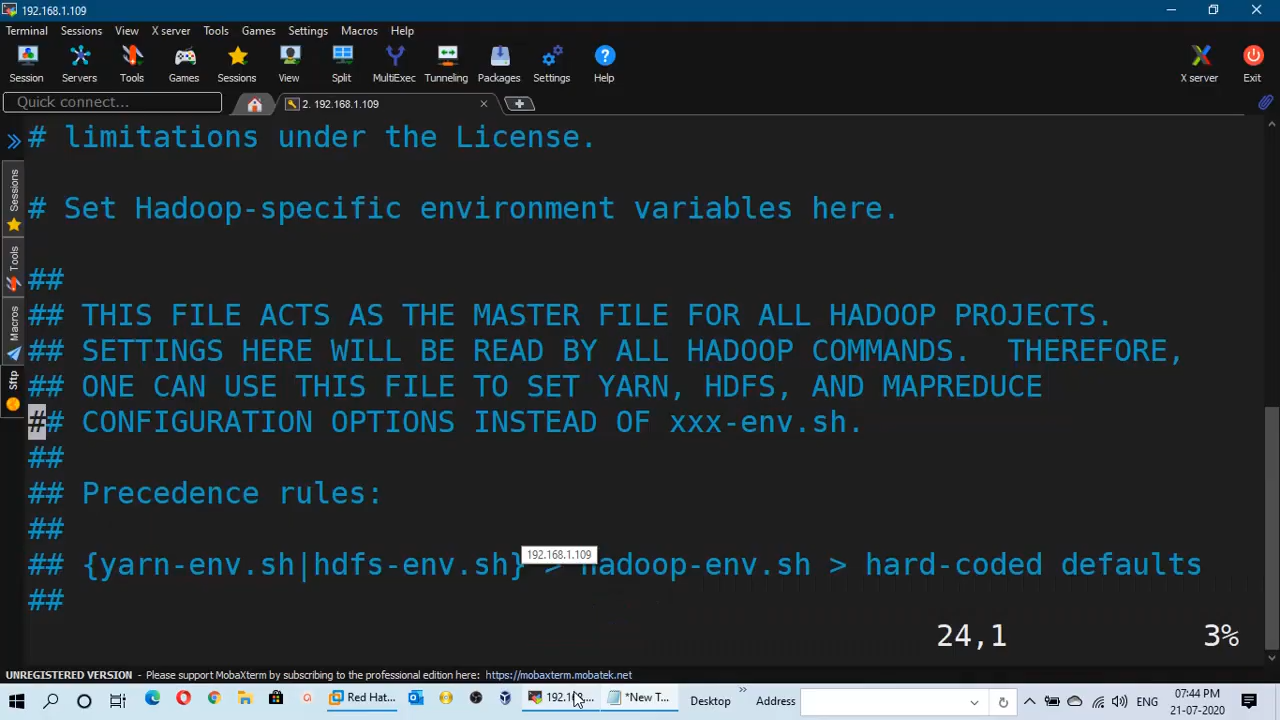 192.168.1.109
Terminal Sessions View X server Tools Games Settings Macros Help
Session Servers Tools Games Sessions View Split MultiExec Tunneling Packages Settings Help X server Exit
Quick connect... 2. 192.168.1.109
# limitations under the License.
# Set Hadoop-specific environment variables here.
##
## THIS FILE ACTS AS THE MASTER FILE FOR ALL HADOOP PROJECTS.
## SETTINGS HERE WILL BE READ BY ALL HADOOP COMMANDS.  THEREFORE,
## ONE CAN USE THIS FILE TO SET YARN, HDFS, AND MAPREDUCE
## CONFIGURATION OPTIONS INSTEAD OF xxx-env.sh.
##
## Precedence rules:
##
## {yarn-env.sh|hdfs-env.sh} > hadoop-env.sh > hard-coded defaults
##
192.168.1.109
24,1 3%
Sessions
Tools
Macros
Sftp
UNREGISTERED VERSION - Please support MobaXterm by subscribing to the professional edition here: https://mobaxterm.mobatek.net
Red Hat... 192.16... *New T... Desktop Address ENG 07:44 PM
21-07-2020